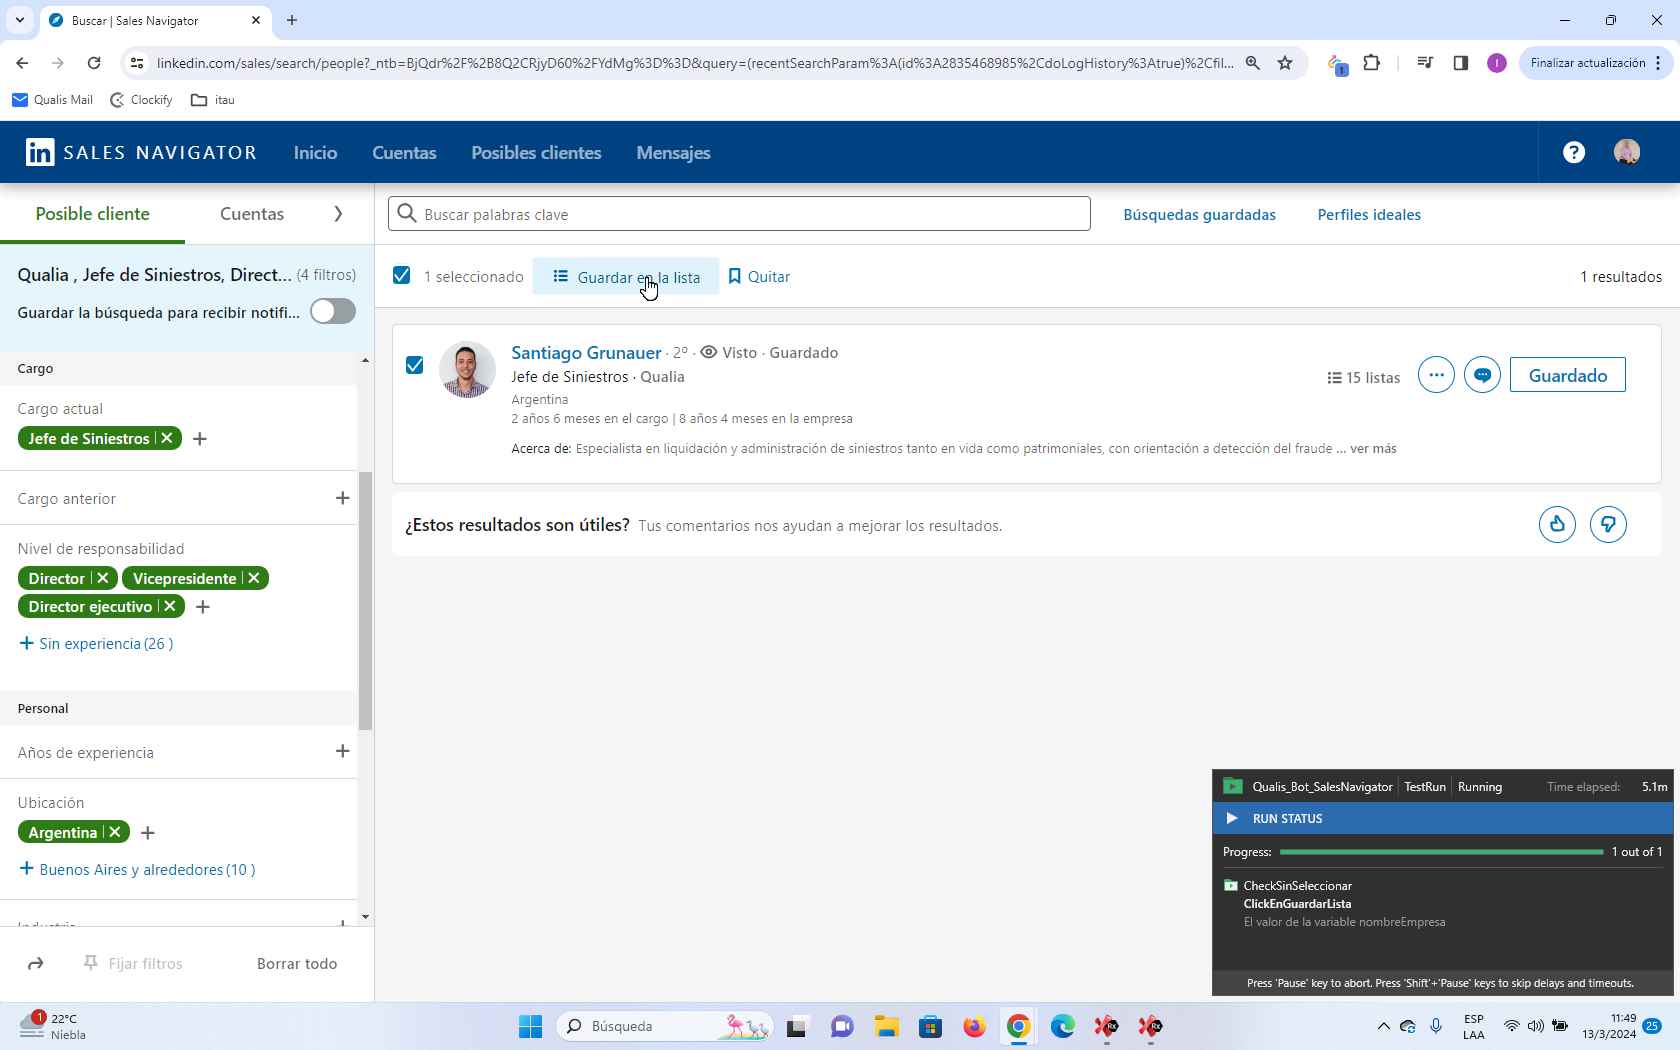 Buscar | Sales Navigator
linkedin.com/sales/search/people?_ntb=BjQdr%2F%2B8Q2CRjyD60%2FYdMg%3D%3D&query=(recentSearchParam%3A(id%3A2835468985%2CdoLogHistory%3Atrue)%2Cfil...
1
I
Finalizar actualización
Qualis Mail
Clockify
itau
in SALES NAVIGATOR
Inicio
Cuentas
Posibles clientes
Mensajes
?
Posible cliente
Cuentas
Buscar palabras clave
Búsquedas guardadas
Perfiles ideales
Qualia , Jefe de Siniestros, Direct... (4 filtros)
Guardar la búsqueda para recibir notifi...
1 seleccionado
Guardar en la lista
Quitar
1 resultados
Cargo
Cargo actual
Jefe de Siniestros
Cargo anterior
Nivel de responsabilidad
Director
Vicepresidente
Director ejecutivo
+ Sin experiencia (26 )
Personal
Años de experiencia
Ubicación
Argentina
+ Buenos Aires y alrededores (10 )
Industria
Fijar filtros
Borrar todo
Santiago Grunauer · 2º · Visto · Guardado
Jefe de Siniestros · Qualia
Argentina
2 años 6 meses en el cargo | 8 años 4 meses en la empresa
Acerca de: Especialista en liquidación y administración de siniestros tanto en vida como patrimoniales, con orientación a detección del fraude ... ver más
15 listas
Guardado
¿Estos resultados son útiles? Tus comentarios nos ayudan a mejorar los resultados.
Qualis_Bot_SalesNavigator
TestRun
Running
Time elapsed: 5.1m
RUN STATUS
Progress: 1 out of 1
CheckSinSeleccionar
ClickEnGuardarLista
El valor de la variable nombreEmpresa
Press 'Pause' key to abort. Press 'Shift'+'Pause' keys to skip delays and timeouts.
1
22°C
Niebla
Búsqueda
ESP
LAA
11:49
13/3/2024
25